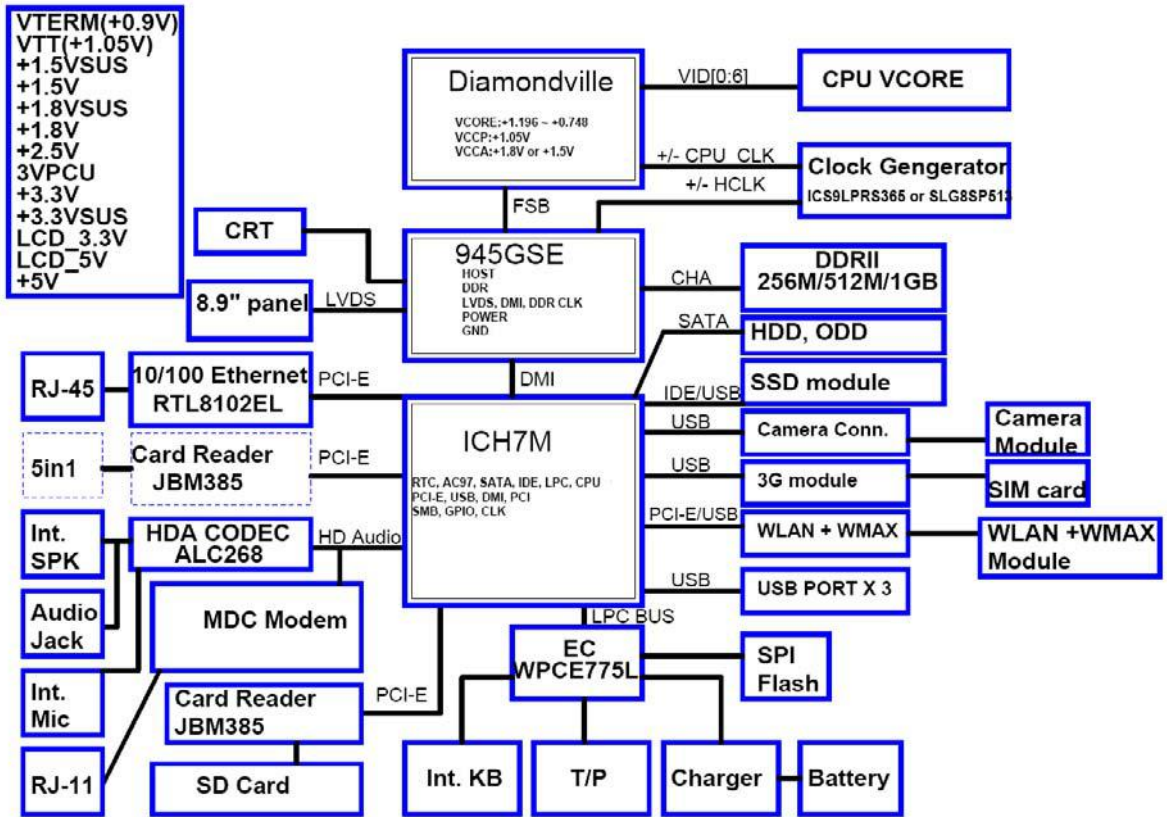 VTERM(+0.9V)
VTT(+1.05V)
+1.5VSUS
+1.5V
+1.8VSUS
+1.8V
+2.5V
3VPCU
+3.3V
+3.3VSUS
LCD_3.3V
LCD_5V
+5V
Diamondville
VCORE:+1.196 ~ +0.748
VCCP:+1.05V
VCCA:+1.8V or +1.5V
VID[0:6]
CPU VCORE
+/- CPU CLK
+/- HCLK
Clock Gengerator
ICS9LPRS365 or SLG8SP513
FSB
CRT
8.9" panel
LVDS
945GSE
HOST
DDR
LVDS, DMI, DDR CLK
POWER
GND
CHA
DDRII
256M/512M/1GB
SATA
HDD, ODD
DMI
RJ-45
10/100 Ethernet
RTL8102EL
PCI-E
5in1
Card Reader
JBM385
PCI-E
ICH7M
RTC, AC97, SATA, IDE, LPC, CPU
PCI-E, USB, DMI, PCI
SMB, GPIO, CLK
IDE/USB
SSD module
USB
Camera Conn.
Camera
Module
USB
3G module
SIM card
PCI-E/USB
WLAN + WMAX
WLAN +WMAX
Module
USB
USB PORT X 3
Int.
SPK
HDA CODEC
ALC268
HD Audio
Audio
Jack
MDC Modem
Int.
Mic
Card Reader
JBM385
PCI-E
RJ-11
SD Card
LPC BUS
EC
WPCE775L
SPI
Flash
Int. KB
T/P
Charger
Battery